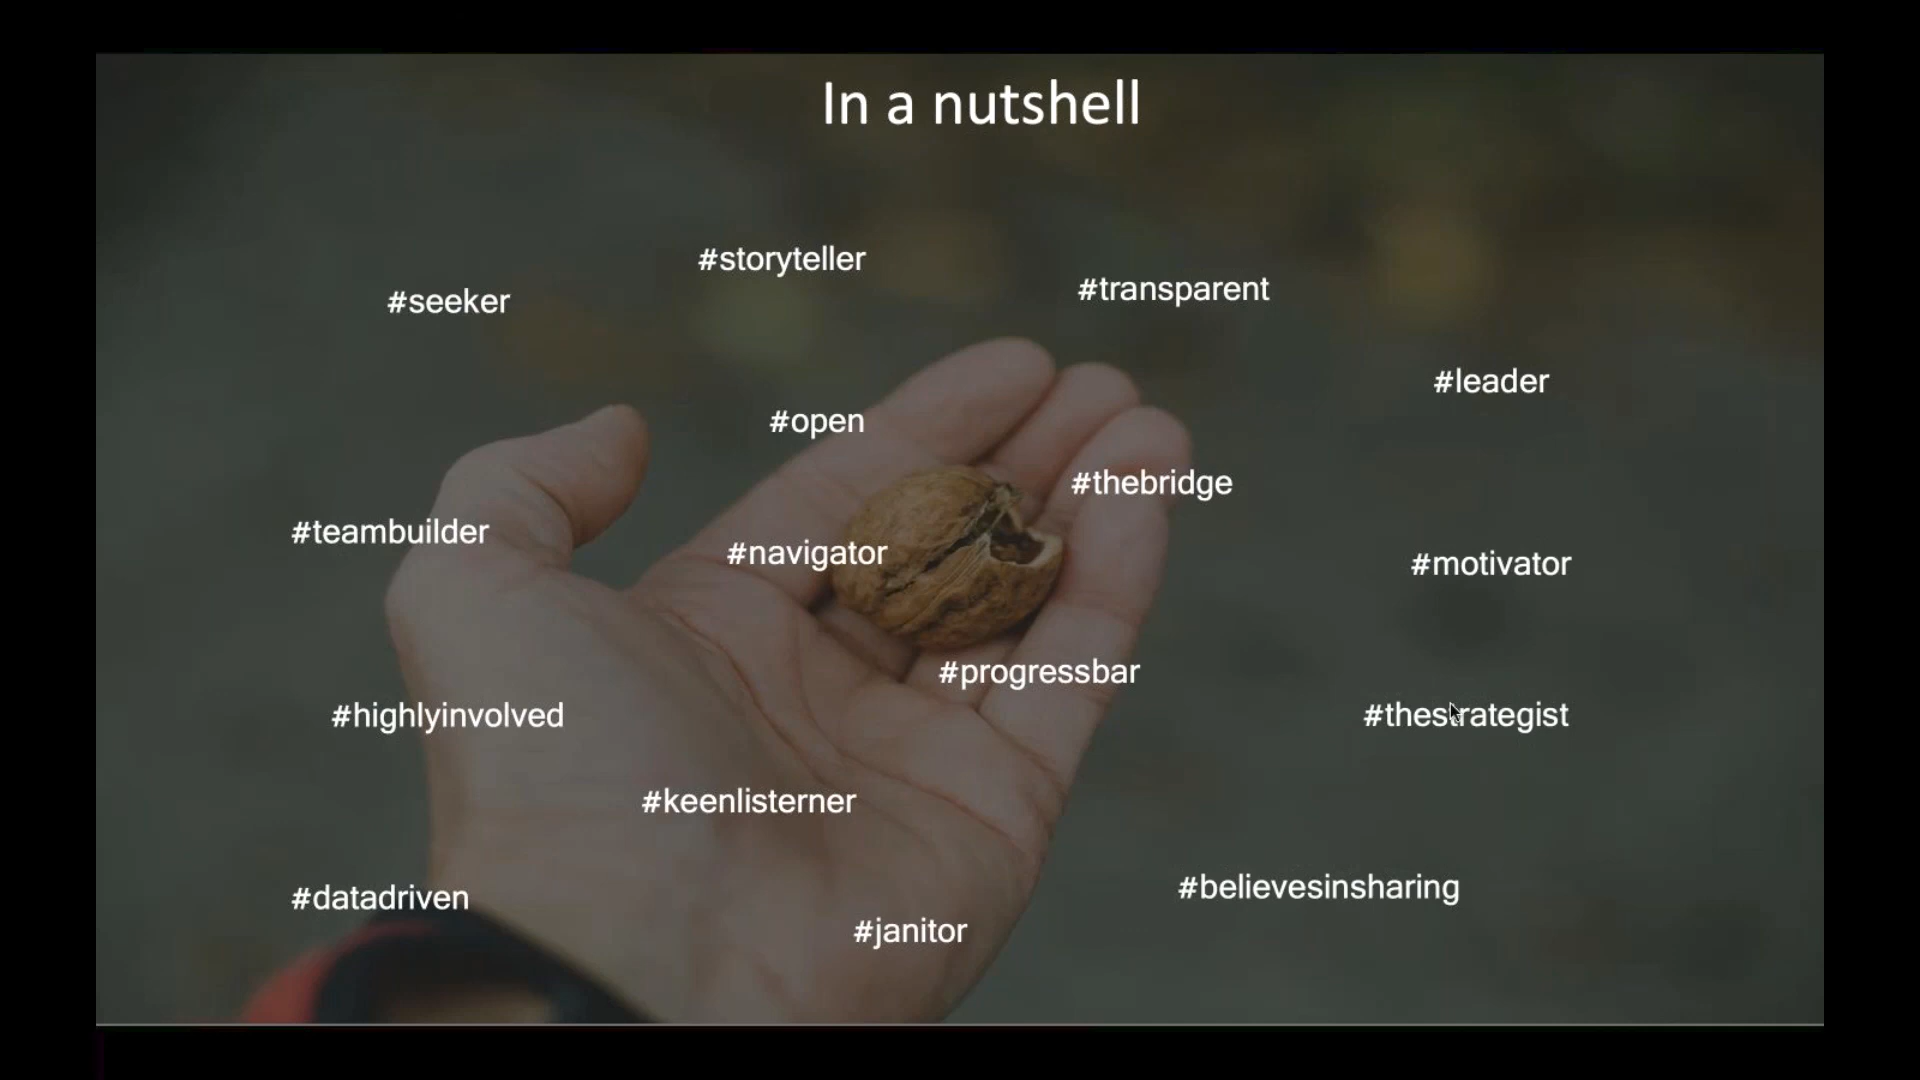 In a nutshell
#storyteller
#transparent
#seeker
#leader
#open
#thebridge
#teambuilder
#navigator
#motivator
#progressbar
#highlyinvolved
#thestrategist
#keenlisterner
#believesinsharing
#datadriven
#janitor